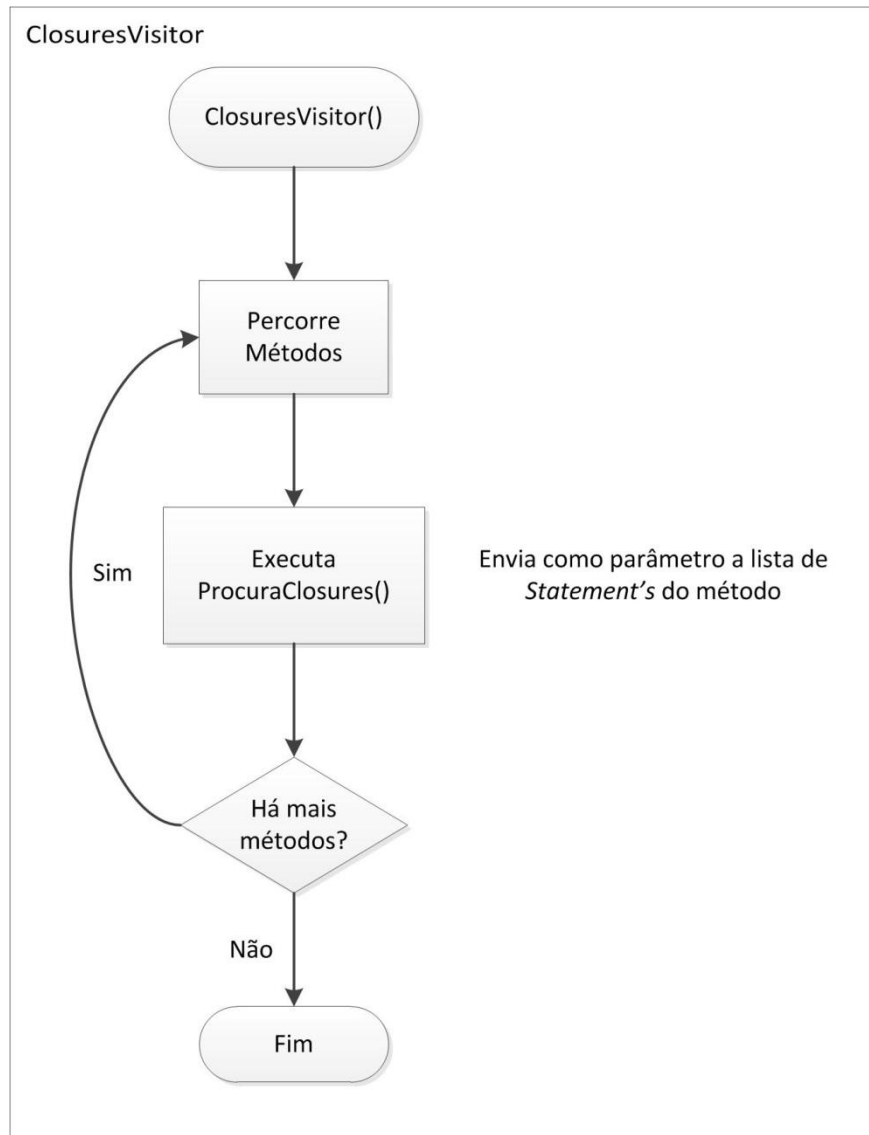 ClosuresVisitor
ClosuresVisitor()
Percorre
Métodos
Executa
ProcuraClosures()
Envia como parâmetro a lista de
Statement's do método
Sim
Há mais
métodos?
Não
Fim